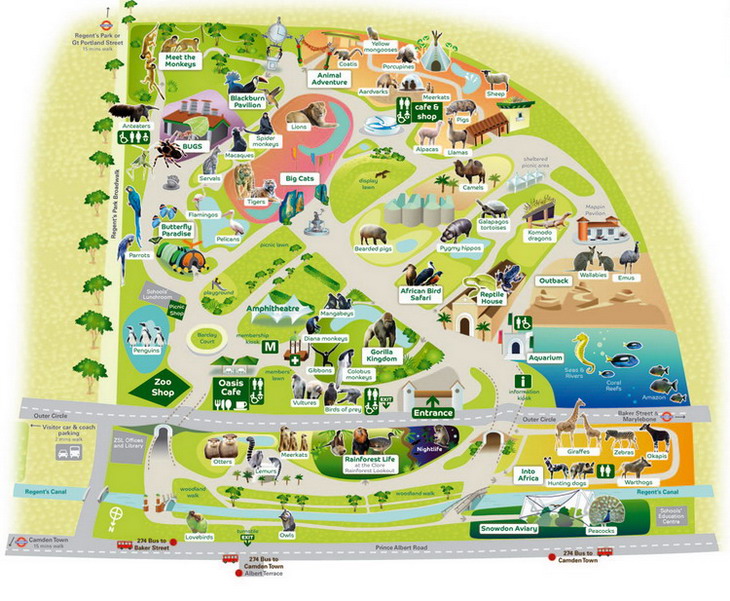 Regent's Park or
Gt Portland Street
15 mins walk
Meet the
Monkeys
Yellow
mongooses
Coatis
Porcupines
Animal
Adventure
Aardvarks
Meerkats
Sheep
Blackburn
Pavilion
Lions
cafe &
shop
Pigs
Anteaters
BUGS
Spider
monkeys
Macaques
Alpacas
Llamas
Servals
Tigers
Big Cats
display
lawn
Camels
sheltered
picnic area
Regent's Park Broadwalk
Flamingos
Butterfly
Paradise
Pelicans
Parrots
picnic lawn
Bearded pigs
Pygmy hippos
Galapagos
tortoises
Komodo
dragons
Mappin
Pavilion
Wallabies
Emus
Outback
African Bird
Safari
Reptile
House
Schools'
Lunchroom
Picnic
Shop
playground
Amphitheatre
Mangabeys
Penguins
Barclay
Court
membership
kiosk
M
Diana monkeys
Gorilla
Kingdom
Gibbons
Colobus
monkeys
members'
lawn
Aquarium
Seas &
Rivers
Coral
Reefs
Amazon
i
information
kiosk
Zoo
Shop
Oasis
Cafe
Vultures
Birds of prey
EXIT
Entrance
Outer Circle
Outer Circle
Baker Street &
Marylebone
Visitor car & coach
parking
2 mins walk
ZSL Offices
and Library
Otters
Lemurs
Meerkats
Rainforest Life
at the Clore
Rainforest Lookout
Nightlife
Giraffes
Zebras
Okapis
Into
Africa
Hunting dogs
Warthogs
Regent's Canal
woodland
walk
woodland walk
Regent's Canal
N
Lovebirds
EXIT
Owls
Snowdon Aviary
Peacocks
Schools'
Education
Centre
Camden Town
15 mins walk
274 Bus to
Baker Street
Prince Albert Road
274 Bus to
Camden Town
Albert Terrace
274 Bus to
Camden Town